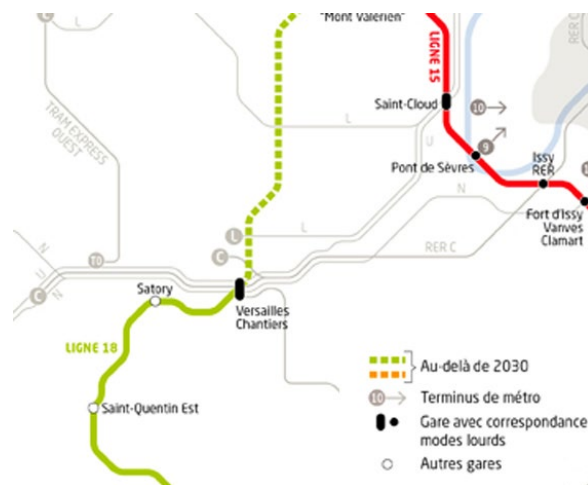 C
L
"Mont Valérien"
LIGNE 15
RER C
Saint-Cloud
10
TRAM EXPRESS
OUEST
L
U
9
Pont de Sèvres
Issy
RER
N
Fort d'Issy
Vanves
Clamart
L
L
C
RER C
N
U
N
TO
C
Satory
Versailles
Chantiers
LIGNE 18
Saint-Quentin Est
Au-delà de 2030
10
Terminus de métro
Gare avec correspondance
modes lourds
Autres gares